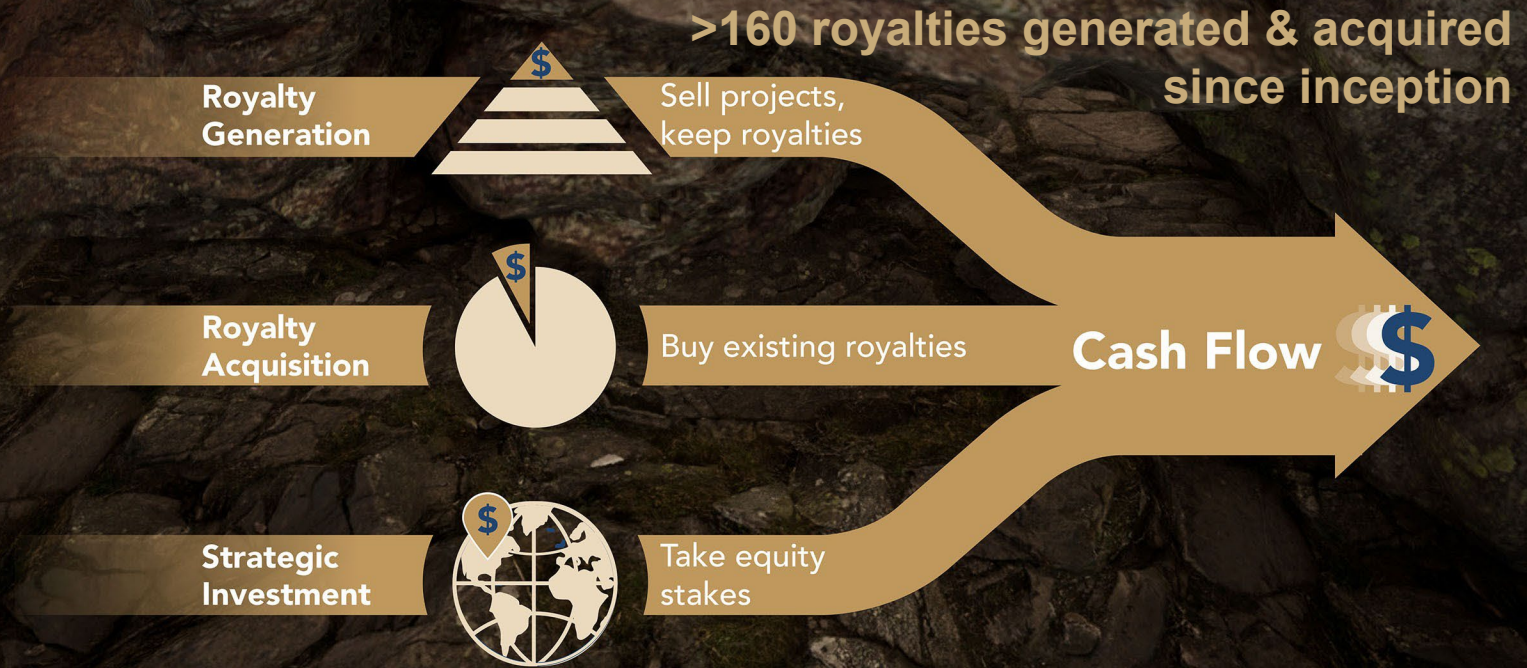 >160 royalties generated & acquired
since inception
$
Royalty
Generation
Sell projects,
keep royalties
$
Royalty
Acquisition
Buy existing royalties
Cash Flow $
$
Strategic
Investment
Take equity
stakes